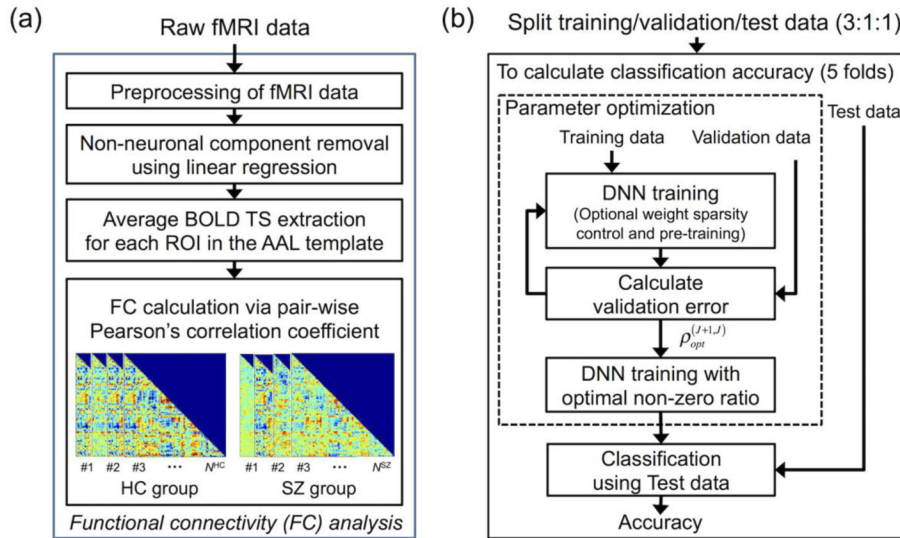 (a)
Raw fMRI data
Preprocessing of fMRI data
Non-neuronal component removal
using linear regression
Average BOLD TS extraction
for each ROI in the AAL template
FC calculation via pair-wise
Pearson's correlation coefficient
#1 #2 #3 ··· N^HC
HC group
#1 #2 #3 ··· N^SZ
SZ group
Functional connectivity (FC) analysis
(b)
Split training/validation/test data (3:1:1)
To calculate classification accuracy (5 folds)
Parameter optimization
Test data
Training data
Validation data
DNN training
(Optional weight sparsity
control and pre-training)
Calculate
validation error
ρ_opt^(J+1,J)
DNN training with
optimal non-zero ratio
Classification
using Test data
Accuracy